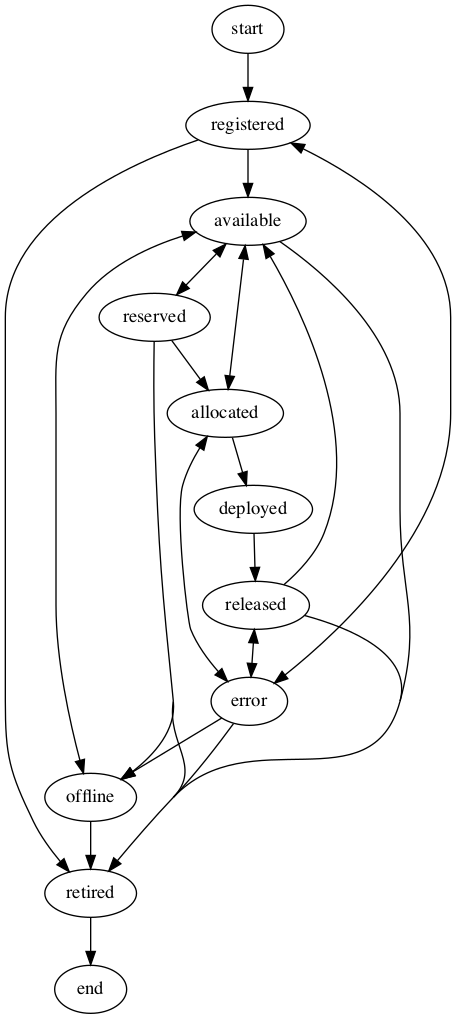 start
registered
available
reserved
allocated
deployed
released
error
offline
retired
end